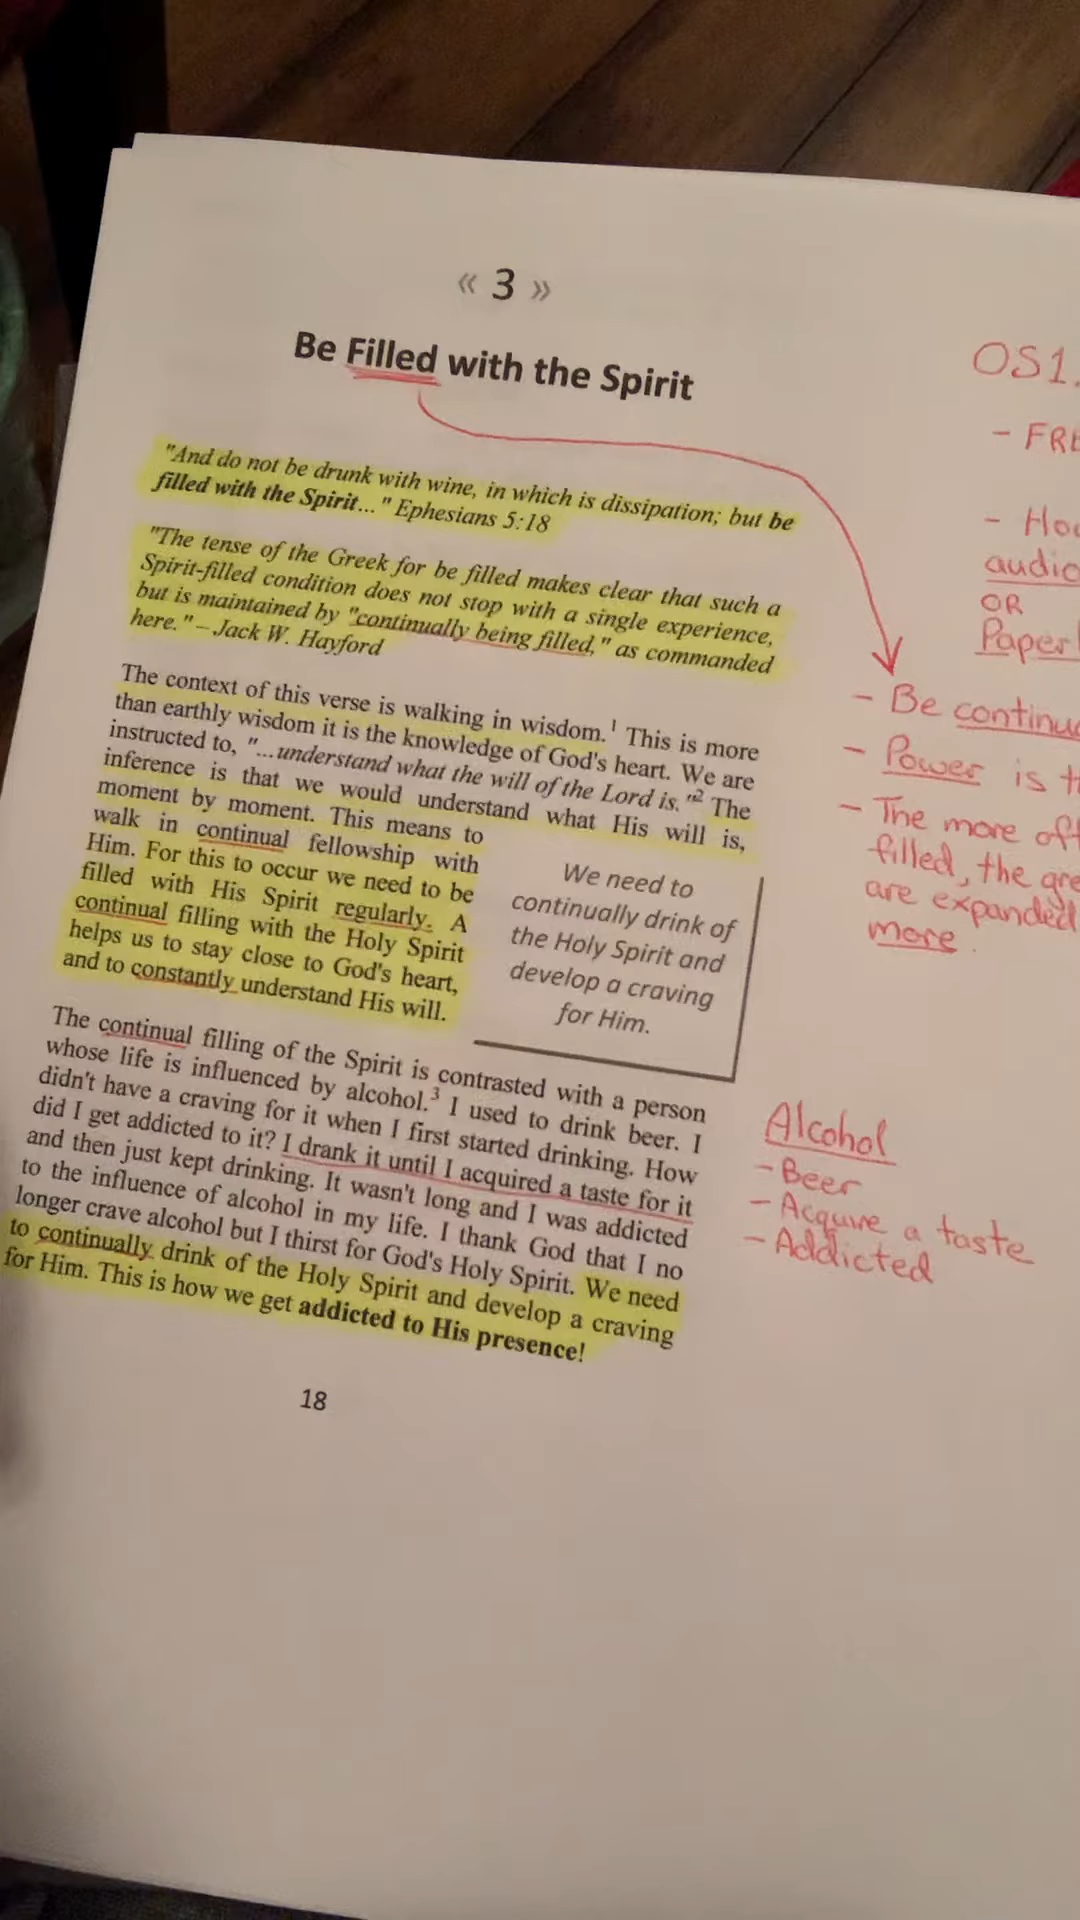 « 3 »
Be Filled with the Spirit
"And do not be drunk with wine, in which is dissipation; but be
filled with the Spirit..." Ephesians 5:18
"The tense of the Greek for be filled makes clear that such a
Spirit-filled condition does not stop with a single experience,
but is maintained by "continually being filled," as commanded
here." – Jack W. Hayford
The context of this verse is walking in wisdom.1 This is more
than earthly wisdom it is the knowledge of God's heart. We are
instructed to, "...understand what the will of the Lord is."2 The
inference is that we would understand what His will is,
moment by moment. This means to
walk in continual fellowship with
Him. For this to occur we need to be
filled with His Spirit regularly. A
continual filling with the Holy Spirit
helps us to stay close to God's heart,
and to constantly understand His will.
We need to
continually drink of
the Holy Spirit and
develop a craving
for Him.
The continual filling of the Spirit is contrasted with a person
whose life is influenced by alcohol.3 I used to drink beer. I
didn't have a craving for it when I first started drinking. How
did I get addicted to it? I drank it until I acquired a taste for it
and then just kept drinking. It wasn't long and I was addicted
to the influence of alcohol in my life. I thank God that I no
longer crave alcohol but I thirst for God's Holy Spirit. We need
to continually drink of the Holy Spirit and develop a craving
for Him. This is how we get addicted to His presence!
18
OS1.
-
-
audio
OR
Paper
- Be
- Power is
- The more
filled, the
are expanded
more
Alcohol
- Beer
- Acquire a taste
- Addicted